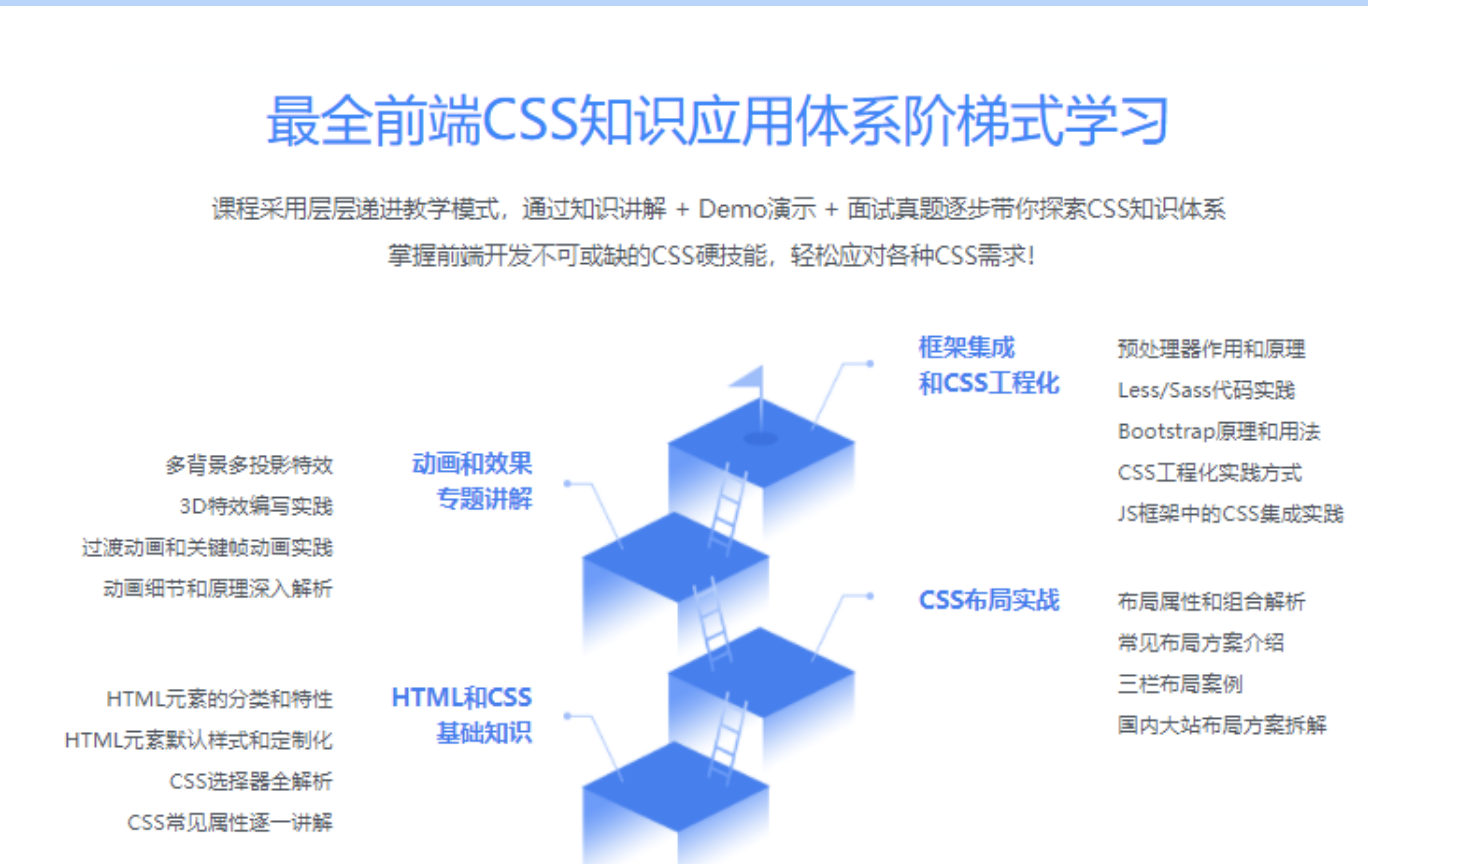 最全前端CSS知识应用体系阶梯式学习
课程采用层层递进教学模式，通过知识讲解 + Demo演示 + 面试真题逐步带你探索CSS知识体系
掌握前端开发不可或缺的CSS硬技能，轻松应对各种CSS需求！
框架集成
和CSS工程化
预处理器作用和原理
Less/Sass代码实践
Bootstrap原理和用法
CSS工程化实践方式
JS框架中的CSS集成实践
多背景多投影特效
3D特效编写实践
过渡动画和关键帧动画实践
动画细节和原理深入解析
动画和效果
专题讲解
CSS布局实战
布局属性和组合解析
常见布局方案介绍
三栏布局案例
国内大站布局方案拆解
HTML元素的分类和特性
HTML元素默认样式和定制化
CSS选择器全解析
CSS常见属性逐一讲解
HTML和CSS
基础知识